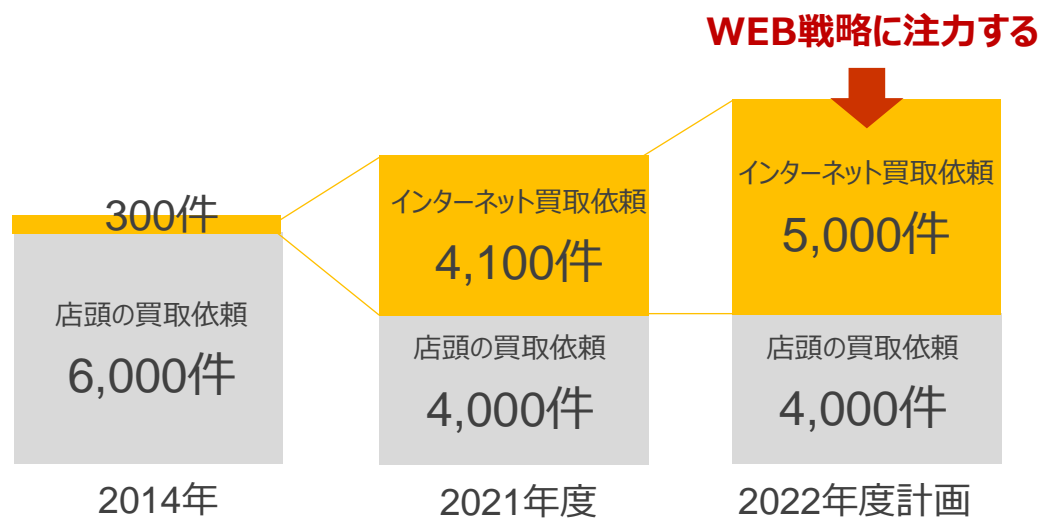 WEB戦略に注力する
300件
店頭の買取依頼
6,000件
2014年
インターネット買取依頼
4,100件
店頭の買取依頼
4,000件
2021年度
インターネット買取依頼
5,000件
店頭の買取依頼
4,000件
2022年度計画